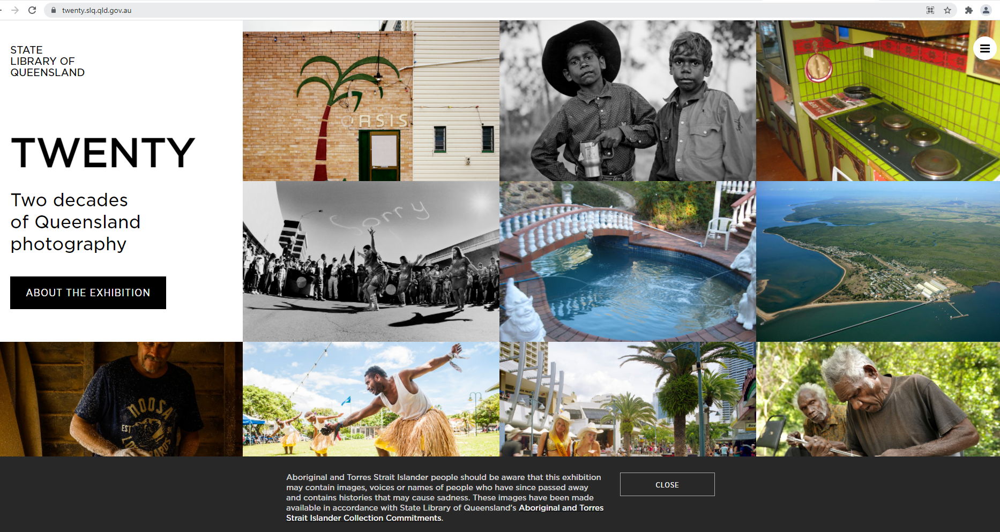 twenty.slq.qld.gov.au
STATE
LIBRARY OF
QUEENSLAND
TWENTY
Two decades
of Queensland
photography
ABOUT THE EXHIBITION
OASIS
Sorry
NOOSA
EST
Aboriginal and Torres Strait Islander people should be aware that this exhibition
may contain images, voices or names of people who have since passed away
and contains histories that may cause sadness. These images have been made
available in accordance with State Library of Queensland's Aboriginal and Torres
Strait Islander Collection Commitments.
CLOSE